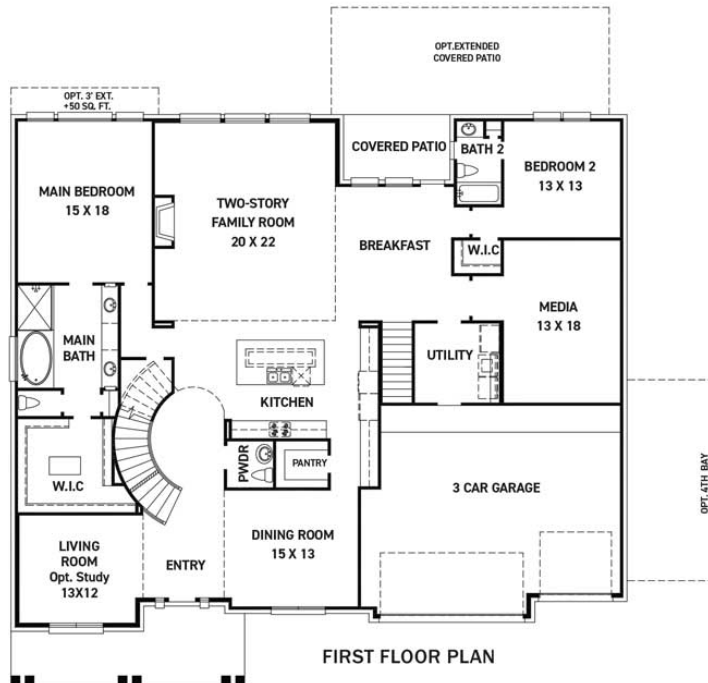 OPT.EXTENDED
COVERED PATIO
OPT. 3' EXT.
+50 SQ. FT.
COVERED PATIO
BATH 2
BEDROOM 2
13 X 13
MAIN BEDROOM
15 X 18
TWO-STORY
FAMILY ROOM
20 X 22
BREAKFAST
W.I.C
MEDIA
13 X 18
MAIN
BATH
UTILITY
KITCHEN
PWDR
PANTRY
W.I.C
3 CAR GARAGE
OPT. 4TH BAY
DINING ROOM
15 X 13
LIVING
ROOM
Opt. Study
13X12
ENTRY
FIRST FLOOR PLAN